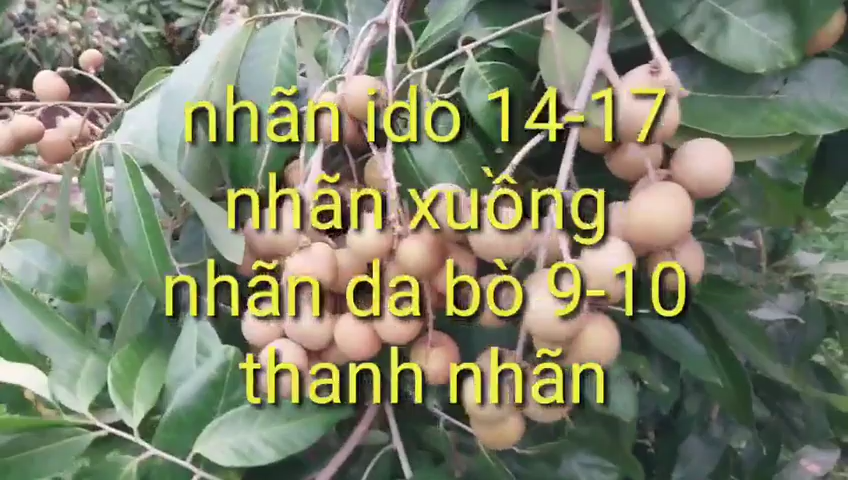 nhãn ido 14-17
nhãn xuồng
nhãn da bò 9-10
thanh nhãn